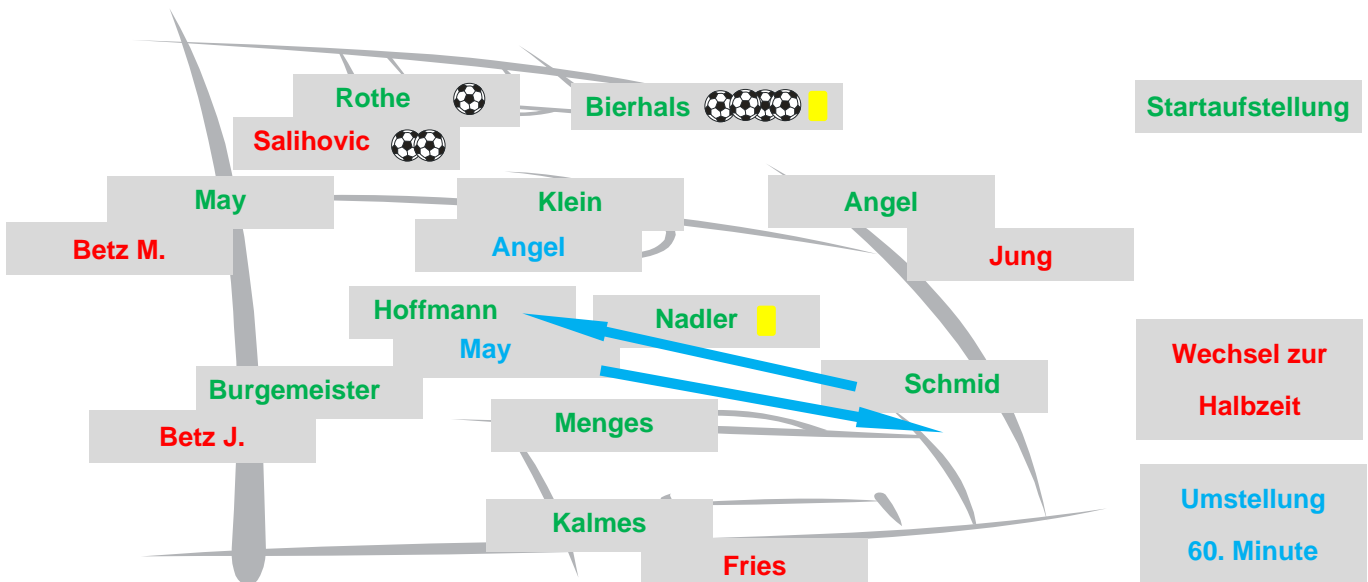 Rothe
Bierhals
Startaufstellung
Salihovic
May
Klein
Angel
Betz M.
Angel
Jung
Hoffmann
Nadler
May
Wechsel zur
Halbzeit
Burgemeister
Schmid
Betz J.
Menges
Umstellung
60. Minute
Kalmes
Fries